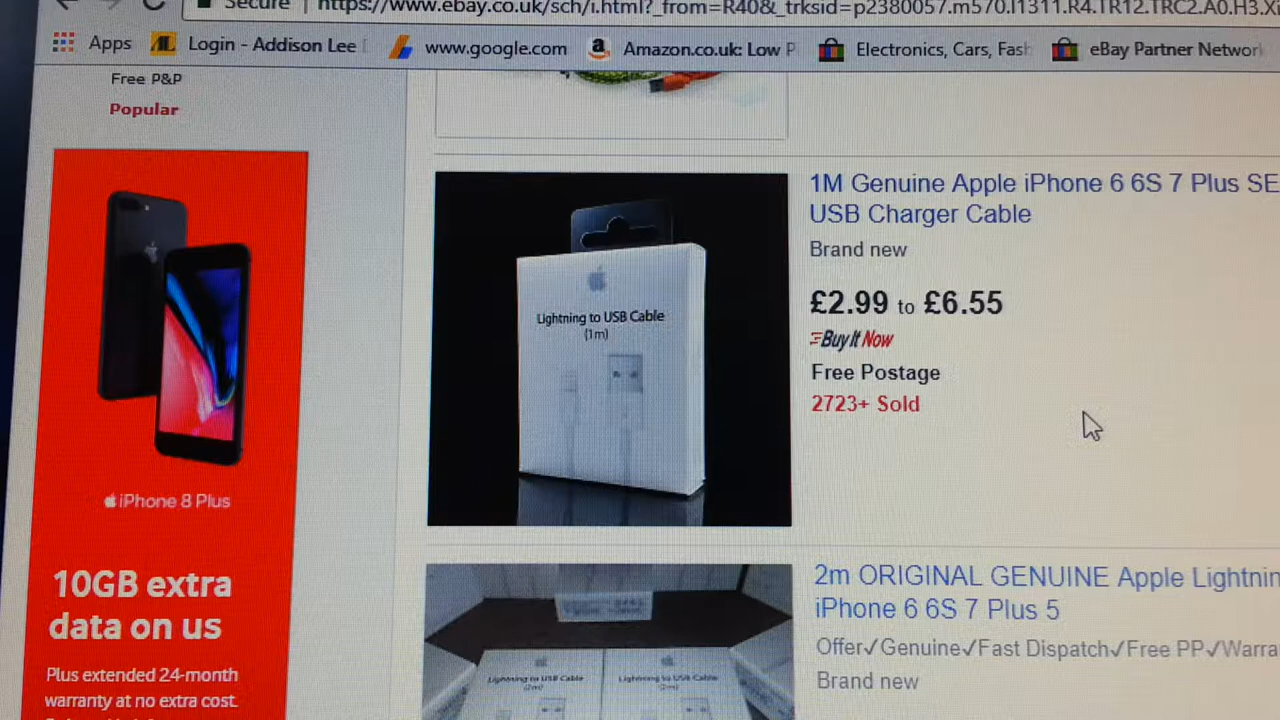 Secure https://www.ebay.co.uk/sch/i.html?_from=R40&_trksid=p2380057.m570.l1311.R4.TR12.TRC2.A0.H3.X
Apps Login - Addison Lee www.google.com Amazon.co.uk: Low P Electronics, Cars, Fash eBay Partner Network
Free P&P
Popular
iPhone 8 Plus
10GB extra
data on us
Plus extended 24-month
warranty at no extra cost.
Lightning to USB Cable
(1m)
1M Genuine Apple iPhone 6 6S 7 Plus SE
USB Charger Cable
Brand new
£2.99 to £6.55
Buy It Now
Free Postage
2723+ Sold
Lightning to USB Cable
(2m)
Lightning to USB Cable
(2m)
2m ORIGINAL GENUINE Apple Lightnin
iPhone 6 6S 7 Plus 5
Offer✓Genuine✓Fast Dispatch✓Free PP✓Warra
Brand new